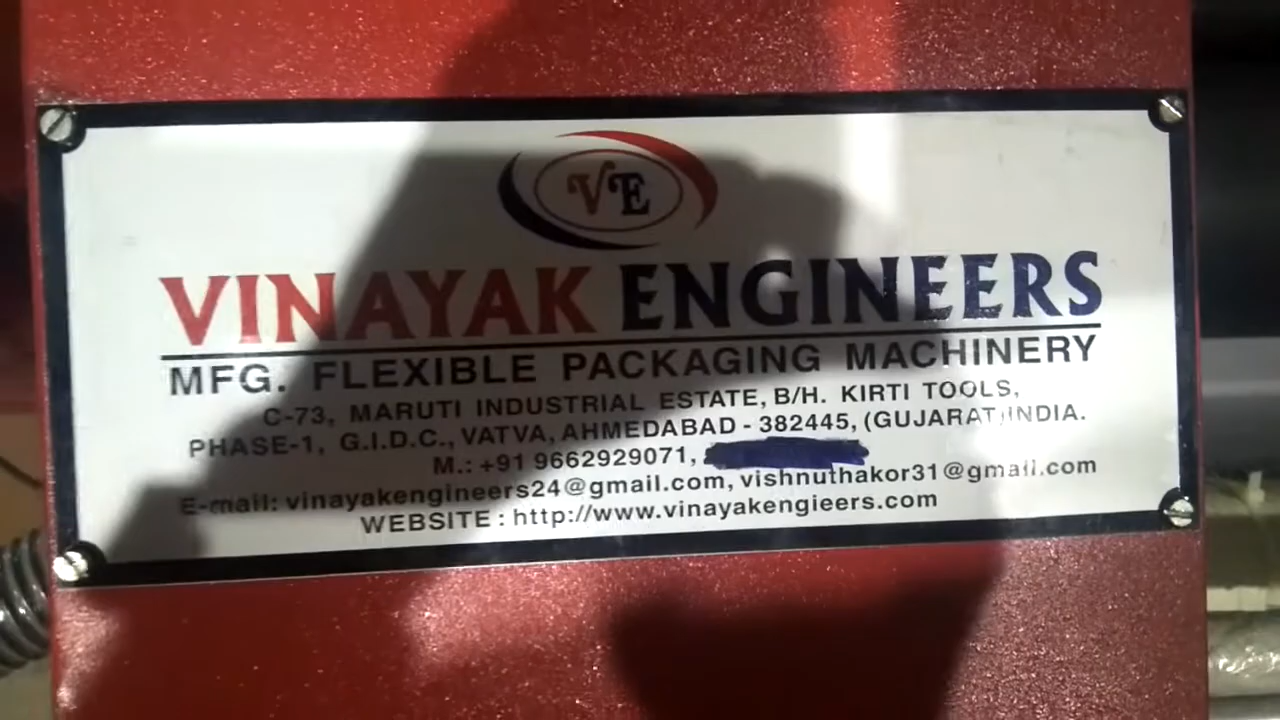 VE
VINAYAK ENGINEERS
MFG. FLEXIBLE PACKAGING MACHINERY
C-73, MARUTI INDUSTRIAL ESTATE, B/H. KIRTI TOOLS,
PHASE-1, G.I.D.C., VATVA, AHMEDABAD - 382445, (GUJARAT) INDIA.
M.: +91 9662929071,
E-mail: vinayakengineers24@gmail.com, vishnuthakor31@gmail.com
WEBSITE : http://www.vinayakengieers.com